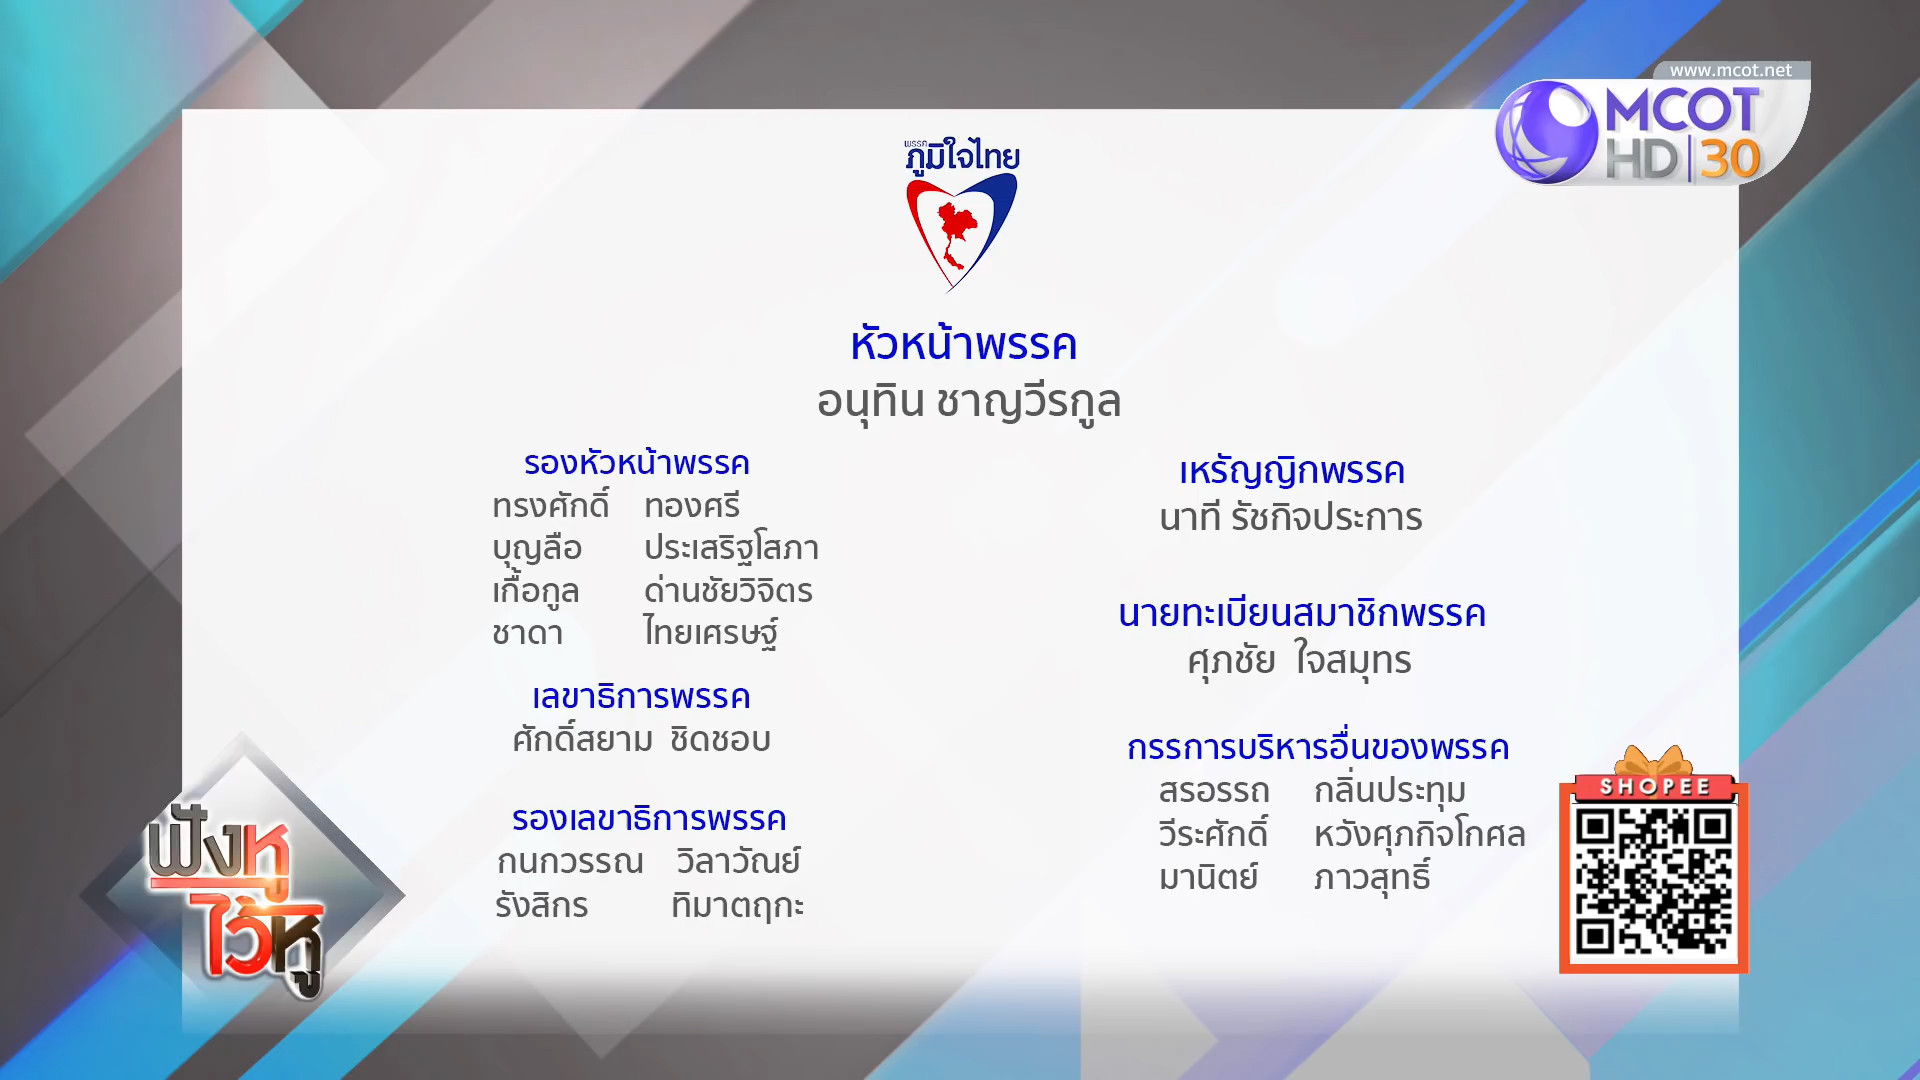 www.mcot.net
MCOT
HD 30
พรรค
ภูมิใจไทย
หัวหน้าพรรค
อนุทิน ชาญวีรกูล
รองหัวหน้าพรรค
ทรงศักดิ์ ทองศรี
บุญลือ ประเสริฐโสภา
เกื้อกูล ด่านชัยวิจิตร
ชาดา ไทยเศรษฐ์
เลขาธิการพรรค
ศักดิ์สยาม ชิดชอบ
รองเลขาธิการพรรค
กนกวรรณ วิลาวัณย์
รังสิกร ทิมาตฤกะ
เหรัญญิกพรรค
นาที รัชกิจประการ
นายทะเบียนสมาชิกพรรค
ศุภชัย ใจสมุทร
กรรการบริหารอื่นของพรรค
สรอรรถ กลิ่นประทุม
วีระศักดิ์ หวังศุภกิจโกศล
มานิตย์ ภาวสุทธิ์
ฟังหู
ไว้หู
SHOPEE